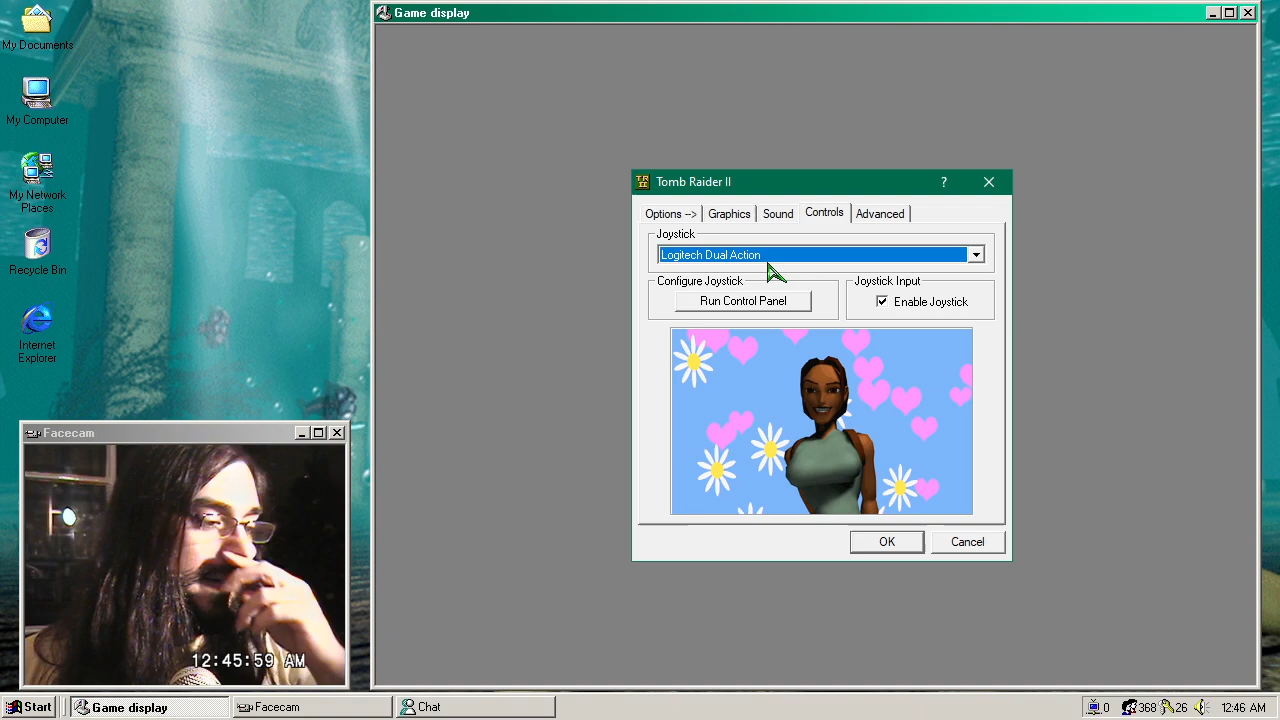 Game display
My Documents
My Computer
My Network
Places
Recycle Bin
Internet
Explorer
TR
II
Tomb Raider II
?
Options -->
Graphics
Sound
Controls
Advanced
Joystick
Logitech Dual Action
Configure Joystick
Run Control Panel
Joystick Input
Enable Joystick
OK
Cancel
Facecam
12:45:59 AM
Start
Game display
Facecam
Chat
0
368
26
12:46 AM